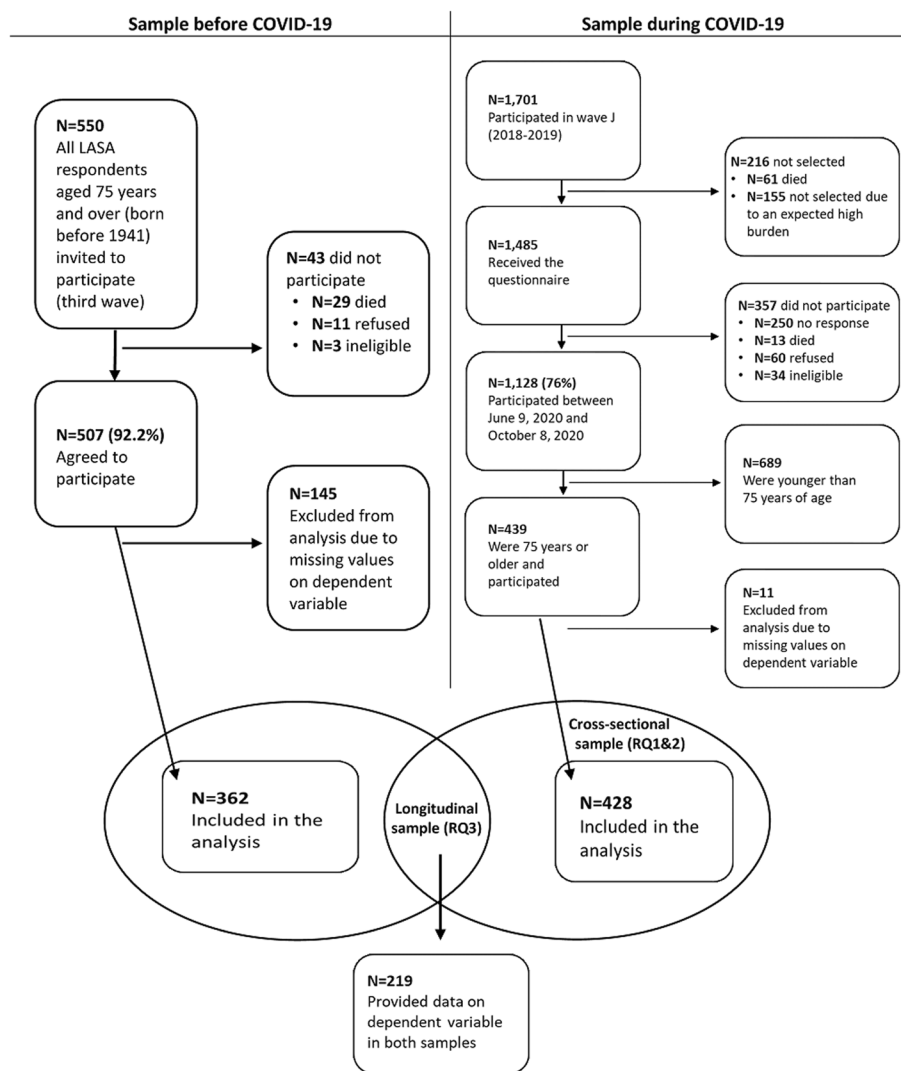 Sample before COVID-19
Sample during COVID-19
N=550
All LASA
respondents
aged 75 years
and over (born
before 1941)
invited to
participate
(third wave)
N=43 did not
participate
• N=29 died
• N=11 refused
• N=3 ineligible
N=507 (92.2%)
Agreed to
participate
N=145
Excluded from
analysis due to
missing values
on dependent
variable
N=1,701
Participated in wave J
(2018-2019)
N=216 not selected
• N=61 died
• N=155 not selected due
to an expected high
burden
N=1,485
Received the
questionnaire
N=357 did not participate
• N=250 no response
• N=13 died
• N=60 refused
• N=34 ineligible
N=1,128 (76%)
Participated between
June 9, 2020 and
October 8, 2020
N=689
Were younger than
75 years of age
N=439
Were 75 years or
older and
participated
N=11
Excluded from
analysis due to
missing values on
dependent variable
N=362
Included in the
analysis
Longitudinal
sample (RQ3)
Cross-sectional
sample (RQ1&2)
N=428
Included in the
analysis
N=219
Provided data on
dependent variable
in both samples